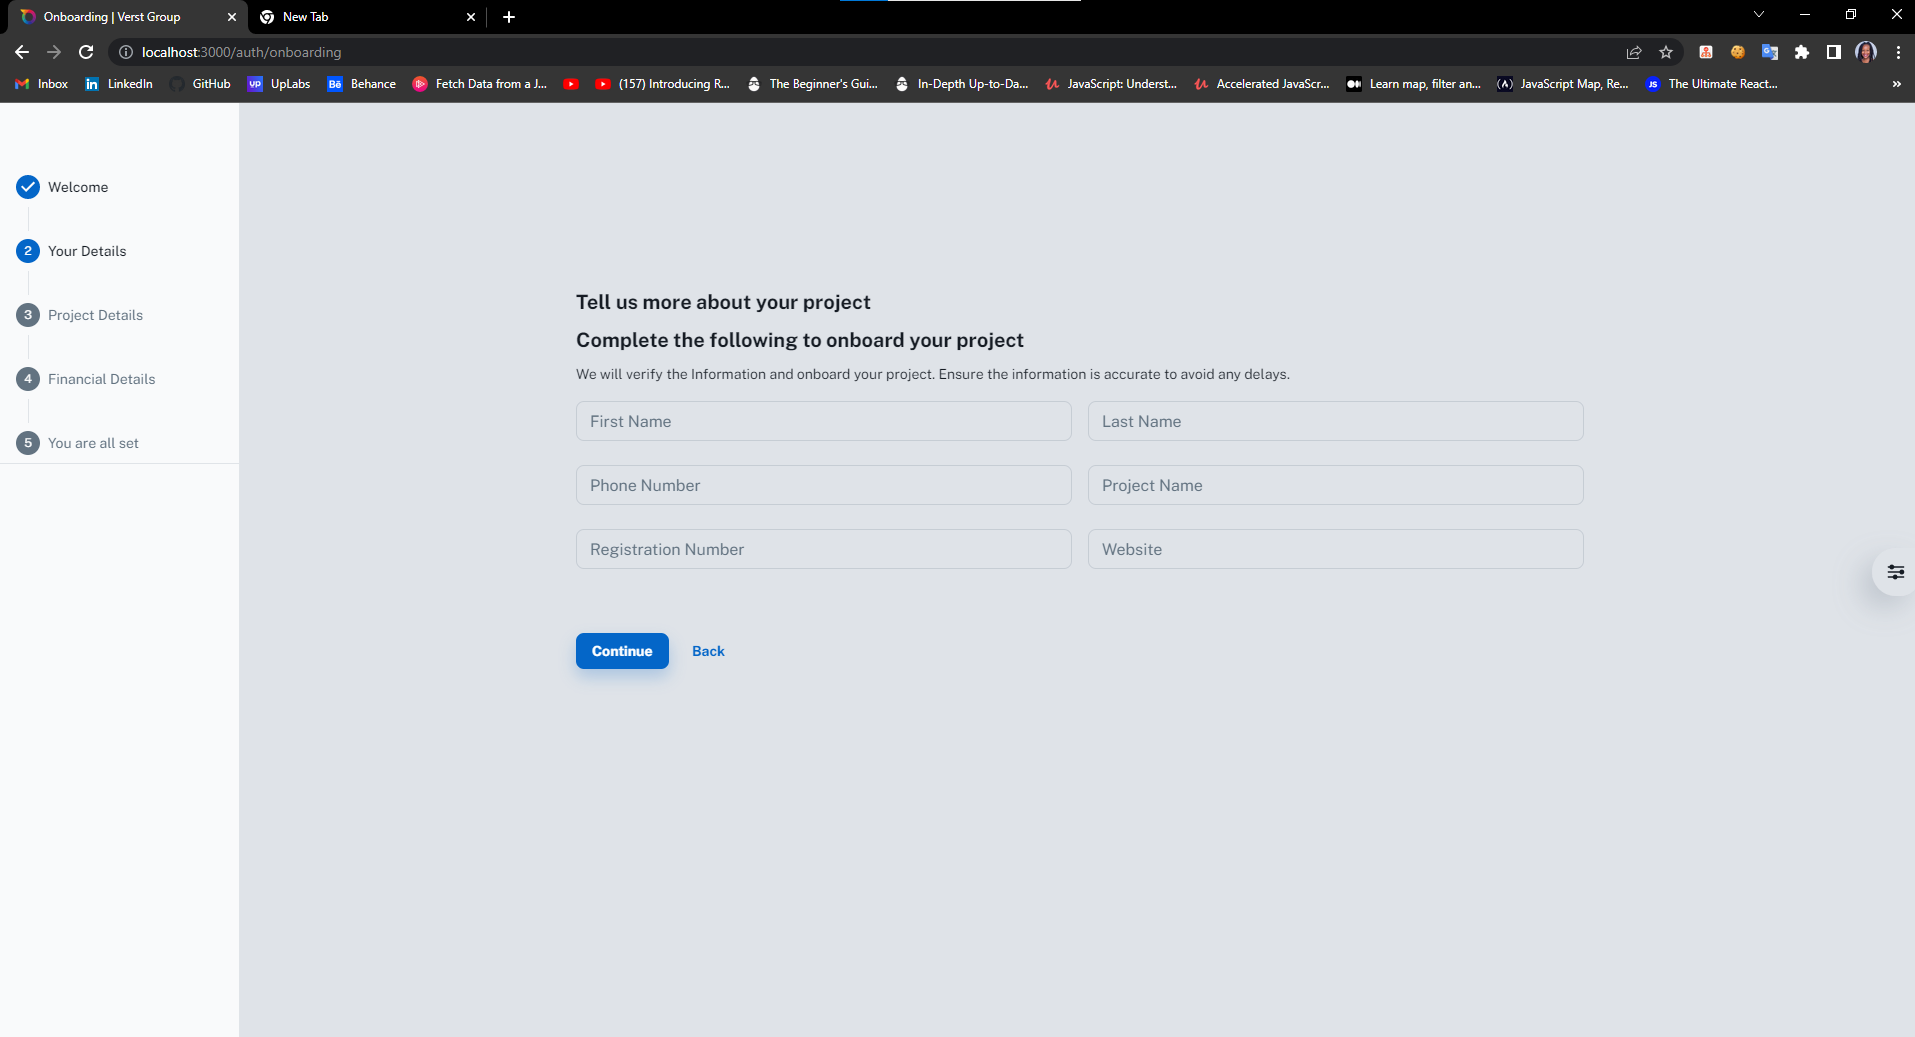 Onboarding | Verst Group
New Tab
localhost:3000/auth/onboarding
Inbox
LinkedIn
GitHub
UP
UpLabs
Bē
Behance
Fetch Data from a J...
(157) Introducing R...
The Beginner's Gui...
In-Depth Up-to-Da...
JavaScript: Underst...
Accelerated JavaScr...
Learn map, filter an...
JavaScript Map, Re...
JS
The Ultimate React...
»
Welcome
2 Your Details
3 Project Details
4 Financial Details
5 You are all set
Tell us more about your project
Complete the following to onboard your project
We will verify the Information and onboard your project. Ensure the information is accurate to avoid any delays.
First Name
Last Name
Phone Number
Project Name
Registration Number
Website
Continue
Back